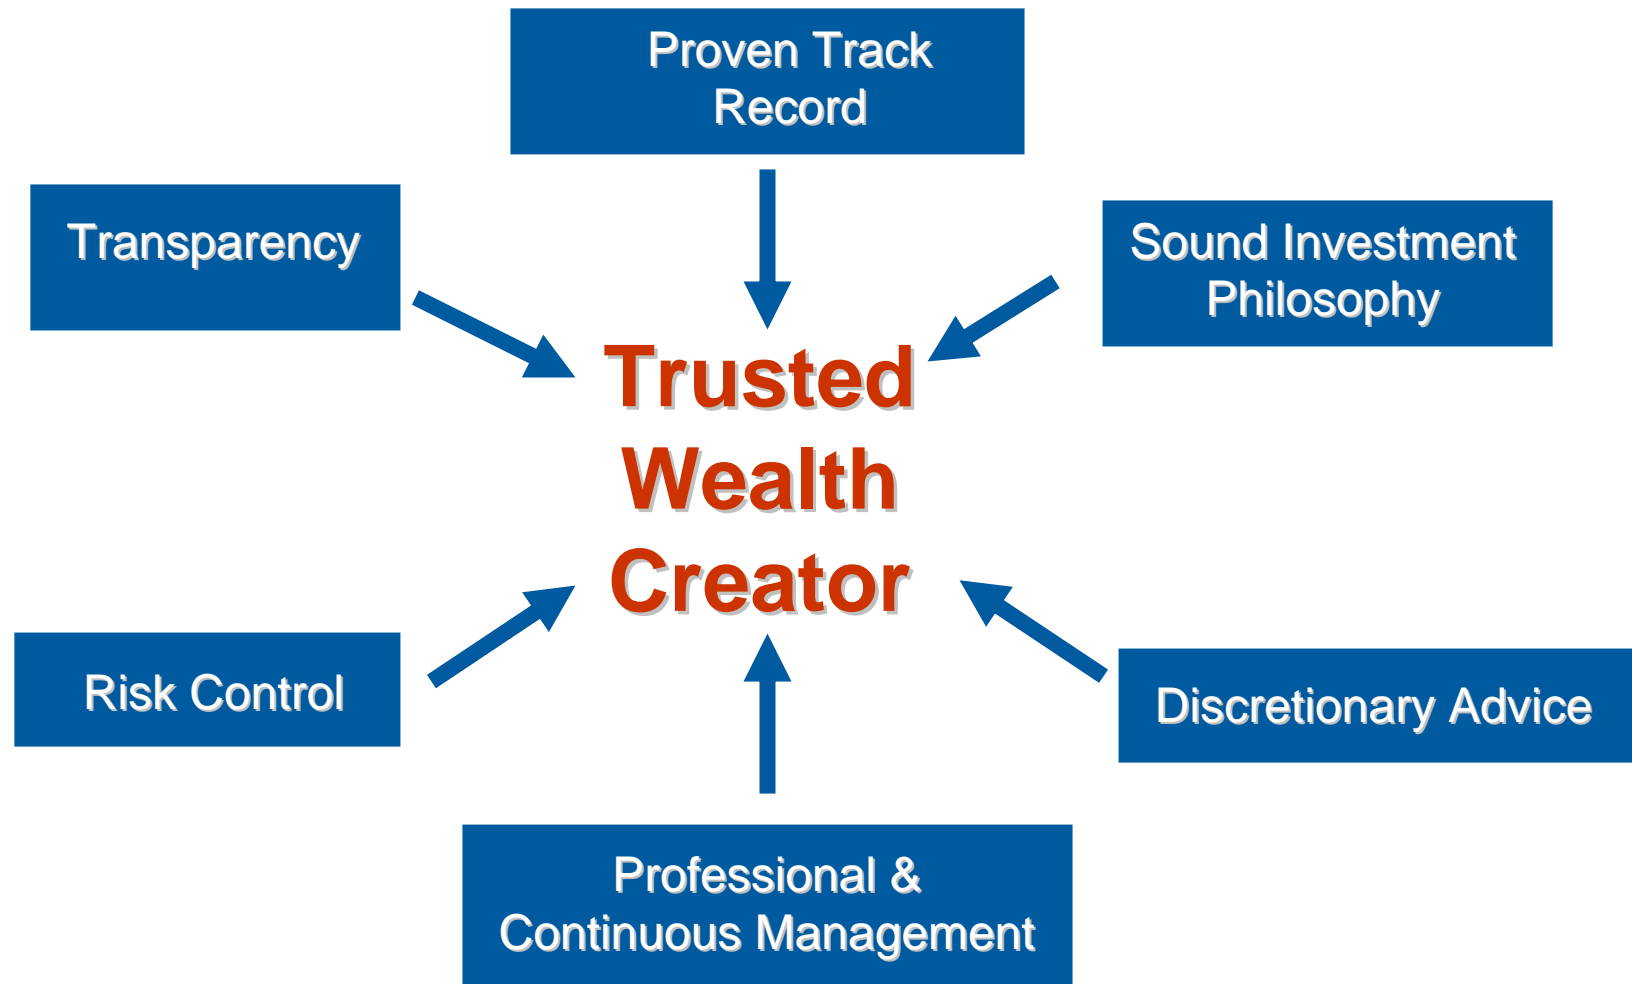 Proven Track
Record
Transparency
Sound Investment
Philosophy
Trusted
Wealth
Creator
Risk Control
Discretionary Advice
Professional &
Continuous Management